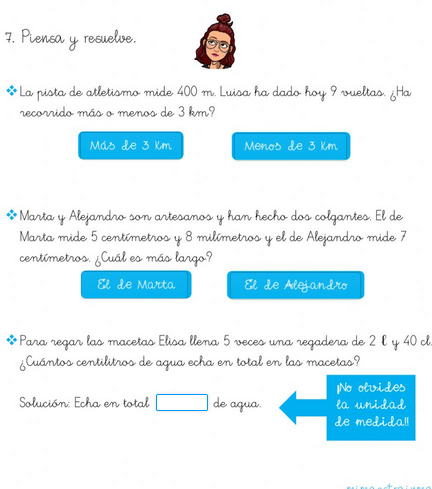 7. Piensa y resuelve.
❖ La pista de atletismo mide 400 m. Luisa ha dado hoy 9 vueltas. ¿Ha
recorrido más o menos de 3 km?
Más de 3 Km
Menos de 3 Km
❖ Marta y Alejandro son artesanos y han hecho dos colgantes. El de
Marta mide 5 centímetros y 8 milímetros y el de Alejandro mide 7
centímetros. ¿Cuál es más largo?
El de Marta
El de Alejandro
❖ Para regar las macetas Elisa llena 5 veces una regadera de 2 ℓ y 40 cl.
¿Cuántos centilitros de agua echa en total en las macetas?
Solución: Echa en total de agua.
¡No olvides
la unidad
de medida!!